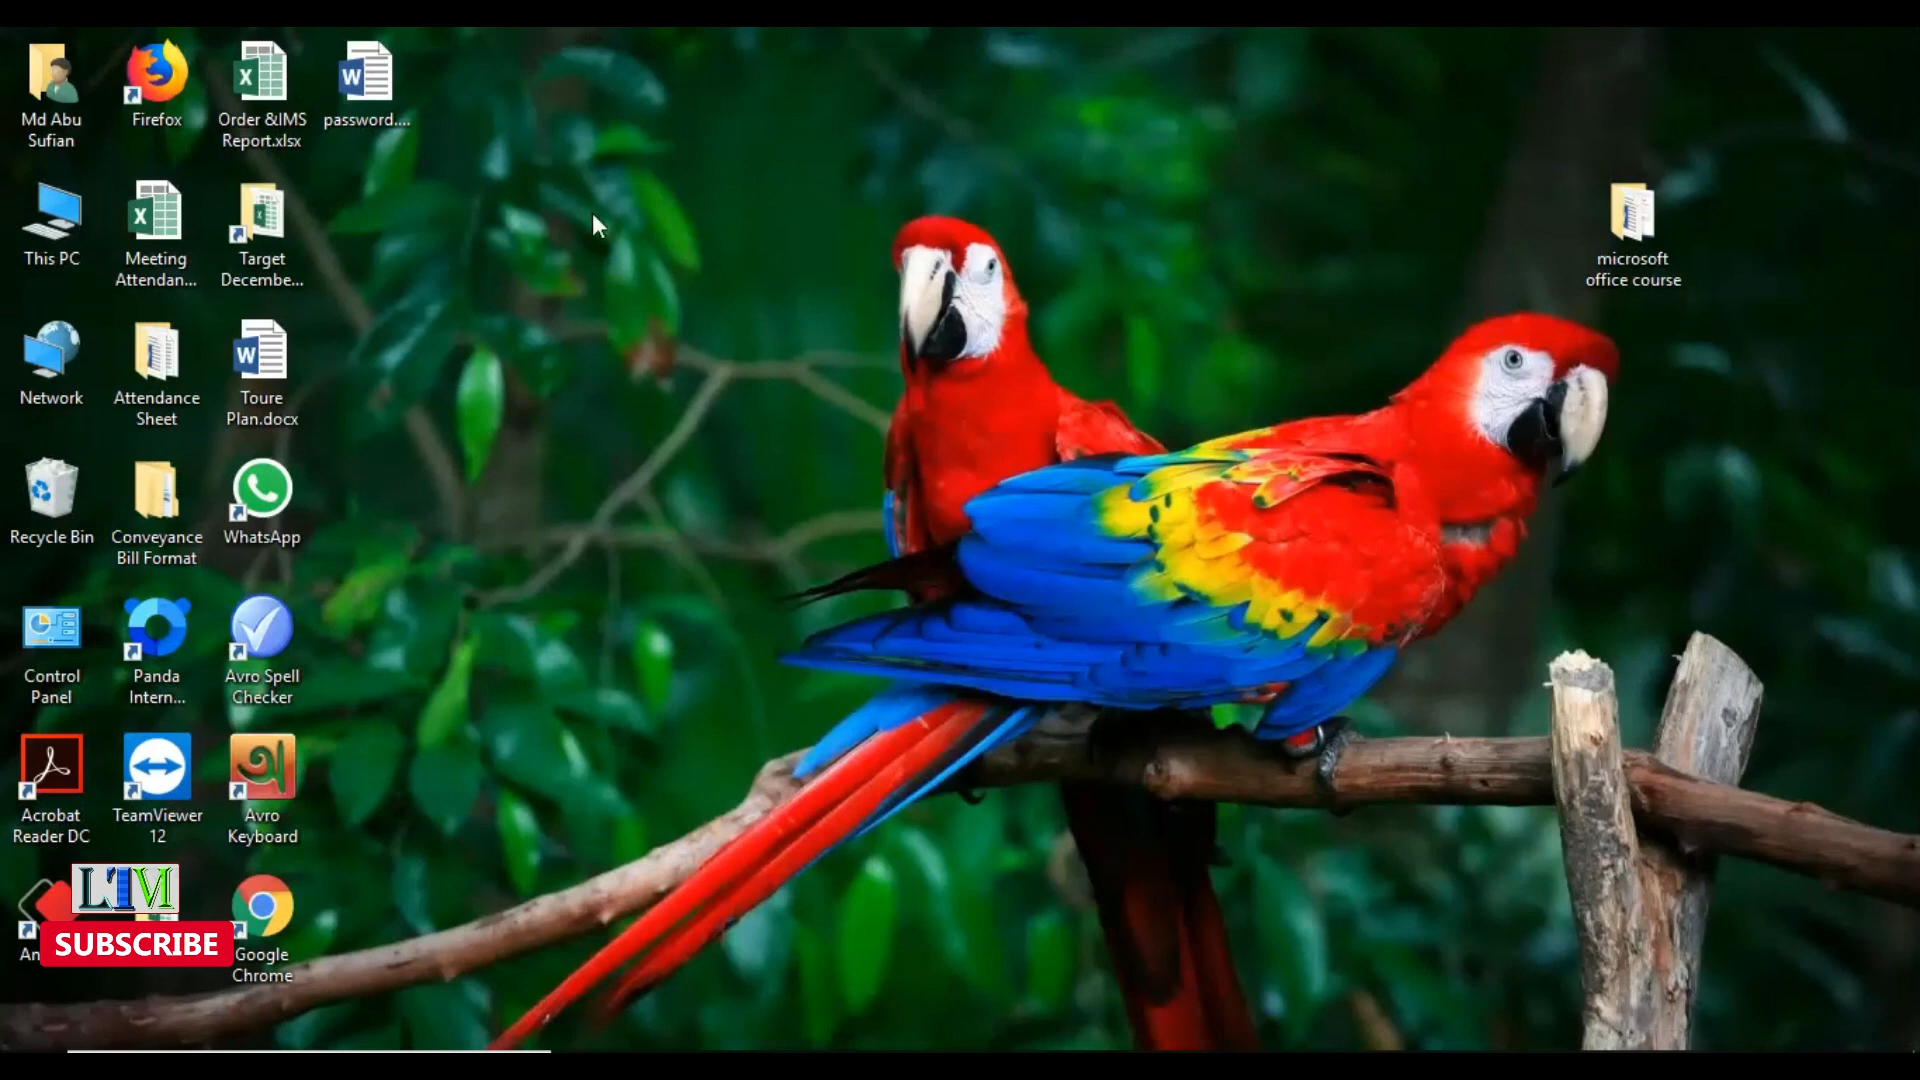 Md Abu
Sufian
Firefox
Order &IMS
Report.xlsx
password....
This PC
Meeting
Attendan...
Target
Decembe...
microsoft
office course
Network
Attendance
Sheet
Toure
Plan.docx
Recycle Bin
Conveyance
Bill Format
WhatsApp
Control
Panel
Panda
Intern...
Avro Spell
Checker
Acrobat
Reader DC
TeamViewer
12
Avro
Keyboard
LTM
SUBSCRIBE
Google
Chrome